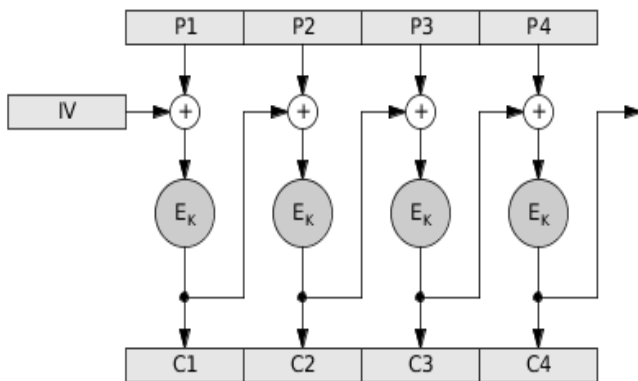 P1 P2 P3 P4
IV + + + +
E_K E_K E_K E_K
C1 C2 C3 C4